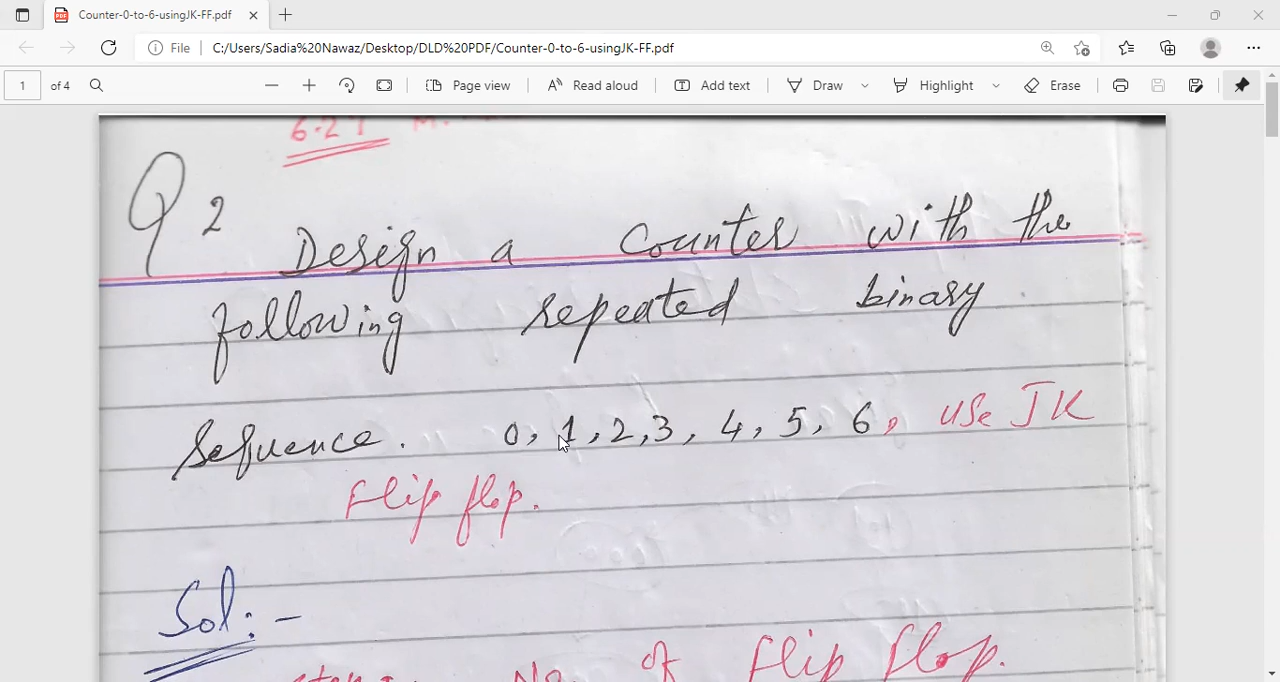 Counter-0-to-6-usingJK-FF.pdf
File
C:/Users/Sadia%20Nawaz/Desktop/DLD%20PDF/Counter-0-to-6-usingJK-FF.pdf
1 of 4
Page view
Read aloud
Add text
Draw
Highlight
Erase
6.27
Q2 Design a counter with the
following repeated binary
sequence. 0, 1, 2, 3, 4, 5, 6, use JK
flip flop.
Sol:-
No of flip flop.